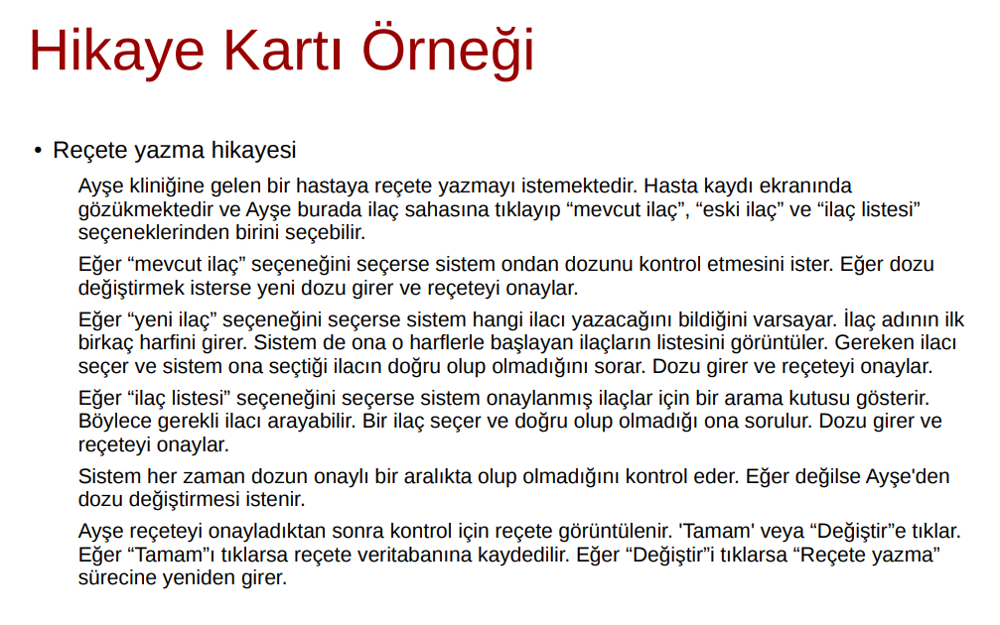 Hikaye Kartı Örneği
• Reçete yazma hikayesi
Ayşe kliniğine gelen bir hastaya reçete yazmayı istemektedir. Hasta kaydı ekranında
gözükmektedir ve Ayşe burada ilaç sahasına tıklayıp “mevcut ilaç”, “eski ilaç” ve “ilaç listesi”
seçeneklerinden birini seçebilir.
Eğer “mevcut ilaç” seçeneğini seçerse sistem ondan dozunu kontrol etmesini ister. Eğer dozu
değiştirmek isterse yeni dozu girer ve reçeteyi onaylar.
Eğer “yeni ilaç” seçeneğini seçerse sistem hangi ilacı yazacağını bildiğini varsayar. İlaç adının ilk
birkaç harfini girer. Sistem de ona o harflerle başlayan ilaçların listesini görüntüler. Gereken ilacı
seçer ve sistem ona seçtiği ilacın doğru olup olmadığını sorar. Dozu girer ve reçeteyi onaylar.
Eğer “ilaç listesi” seçeneğini seçerse sistem onaylanmış ilaçlar için bir arama kutusu gösterir.
Böylece gerekli ilacı arayabilir. Bir ilaç seçer ve doğru olup olmadığı ona sorulur. Dozu girer ve
reçeteyi onaylar.
Sistem her zaman dozun onaylı bir aralıkta olup olmadığını kontrol eder. Eğer değilse Ayşe'den
dozu değiştirmesi istenir.
Ayşe reçeteyi onayladıktan sonra kontrol için reçete görüntülenir. 'Tamam' veya “Değiştir”e tıklar.
Eğer “Tamam”ı tıklarsa reçete veritabanına kaydedilir. Eğer “Değiştir”i tıklarsa “Reçete yazma”
sürecine yeniden girer.